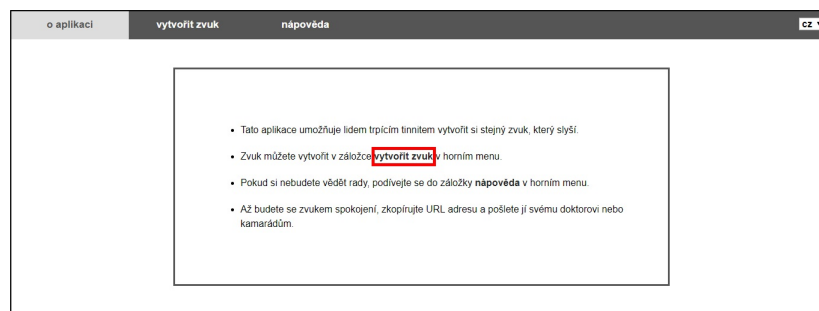 o aplikaci vytvořit zvuk nápověda cz
Tato aplikace umožňuje lidem trpícím tinnitem vytvořit si stejný zvuk, který slyší.
Zvuk můžete vytvořit v záložce vytvořit zvuk v horním menu.
Pokud si nebudete vědět rady, podívejte se do záložky nápověda v horním menu.
Až budete se zvukem spokojení, zkopírujte URL adresu a pošlete jí svému doktorovi nebo
kamarádům.